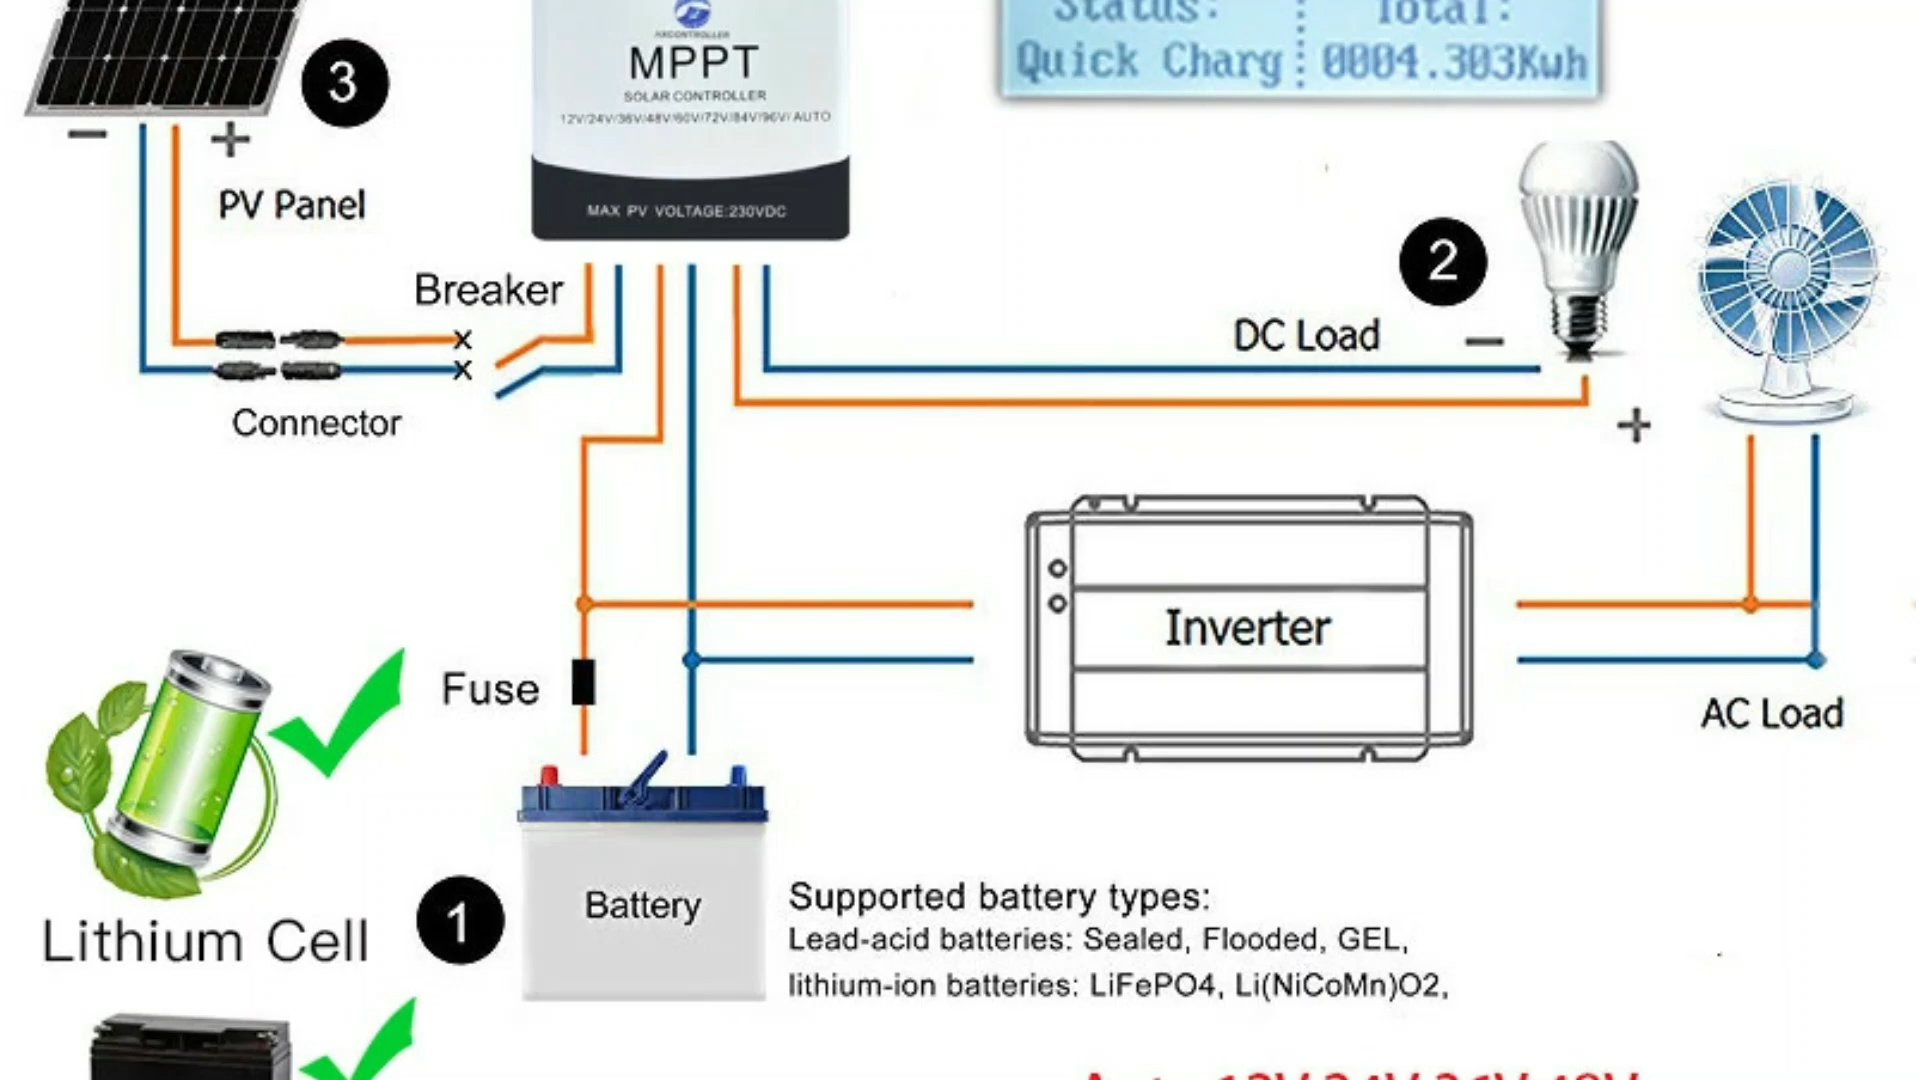 Status:
Total:
Quick Charg
0004.303Kwh
MPPT
SOLAR CONTROLLER
12V/24V/36V/48V/60V/72V/84V/96V/ AUTO
MAX PV VOLTAGE:230VDC
3
−
+
PV Panel
Breaker
×
×
Connector
2
DC Load
−
+
Inverter
Fuse
AC Load
Battery
1
Lithium Cell
Supported battery types:
Lead-acid batteries: Sealed, Flooded, GEL,
lithium-ion batteries: LiFePO4, Li(NiCoMn)O2,